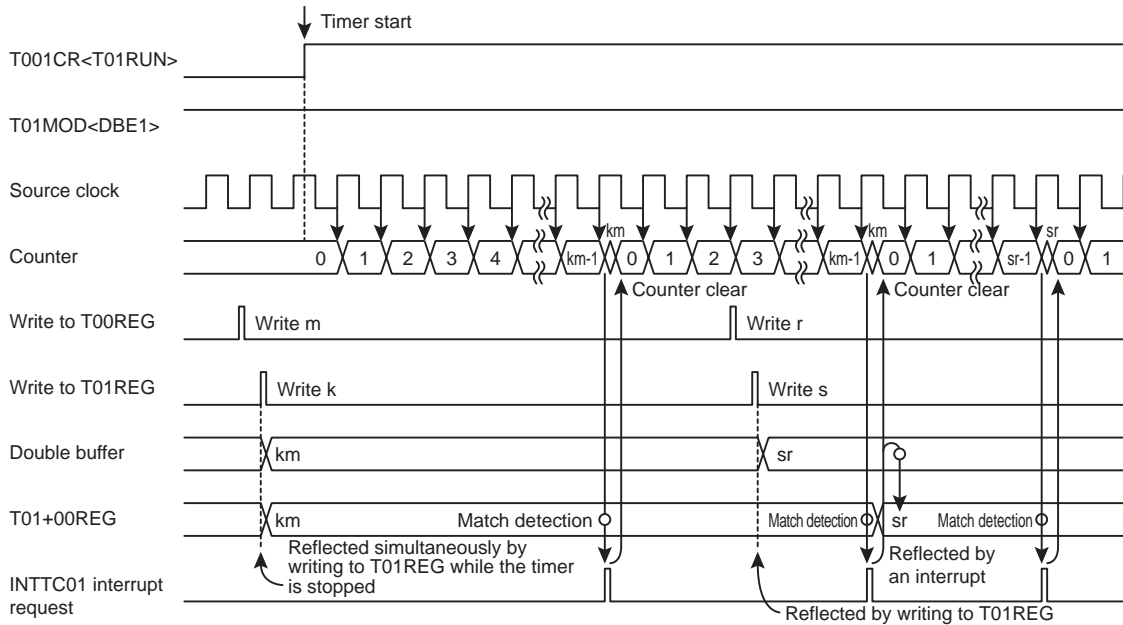 Timer start
T001CR<T01RUN>
T01MOD<DBE1>
Source clock
Counter
0 1 2 3 4 km-1 km 0 1 2 3 km-1 km 0 1 sr-1 sr 0 1
Counter clear Counter clear
Write to T00REG
Write m Write r
Write to T01REG
Write k Write s
Double buffer
km sr
T01+00REG
km Match detection Match detection sr Match detection
Reflected simultaneously by
writing to T01REG while the timer
is stopped
Reflected by
an interrupt
INTTC01 interrupt
request
Reflected by writing to T01REG